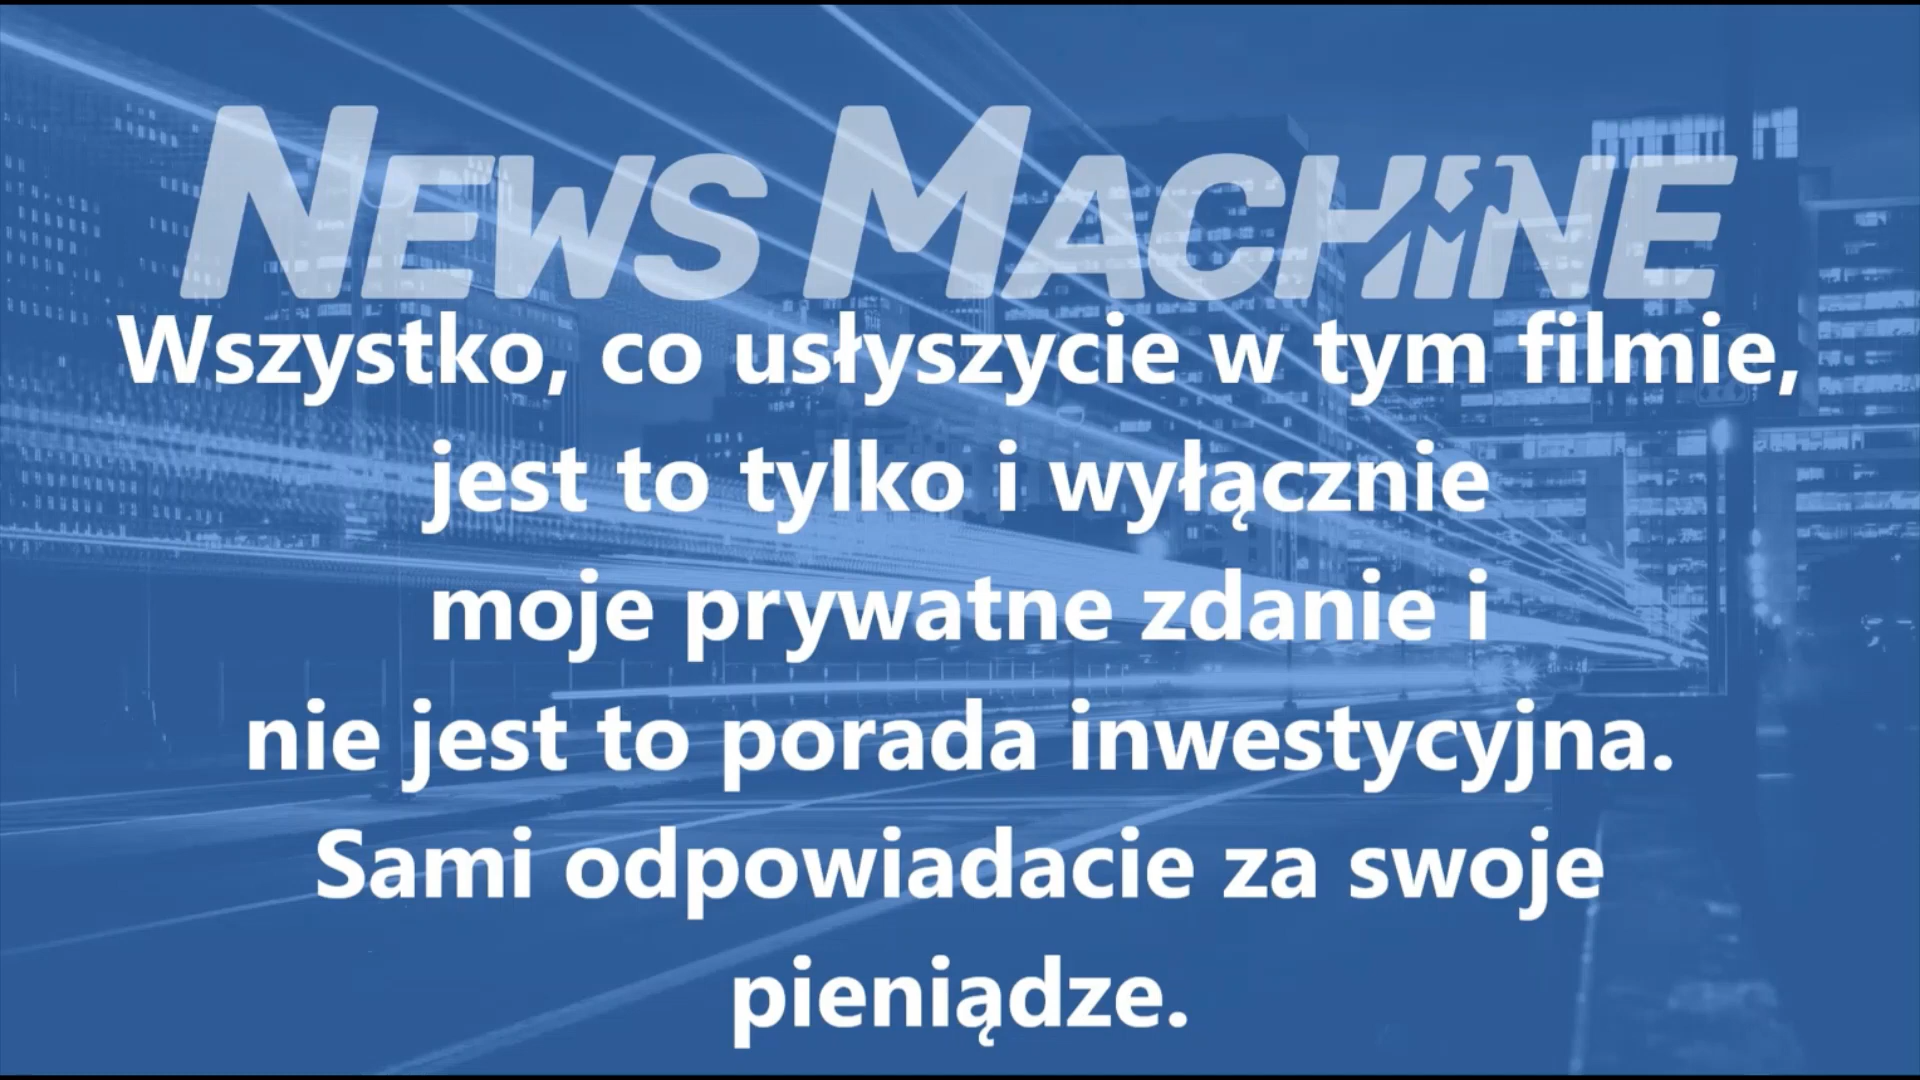 NEWS MACHINE
Wszystko, co usłyszycie w tym filmie,
jest to tylko i wyłącznie
moje prywatne zdanie i
nie jest to porada inwestycyjna.
Sami odpowiadacie za swoje
pieniądze.